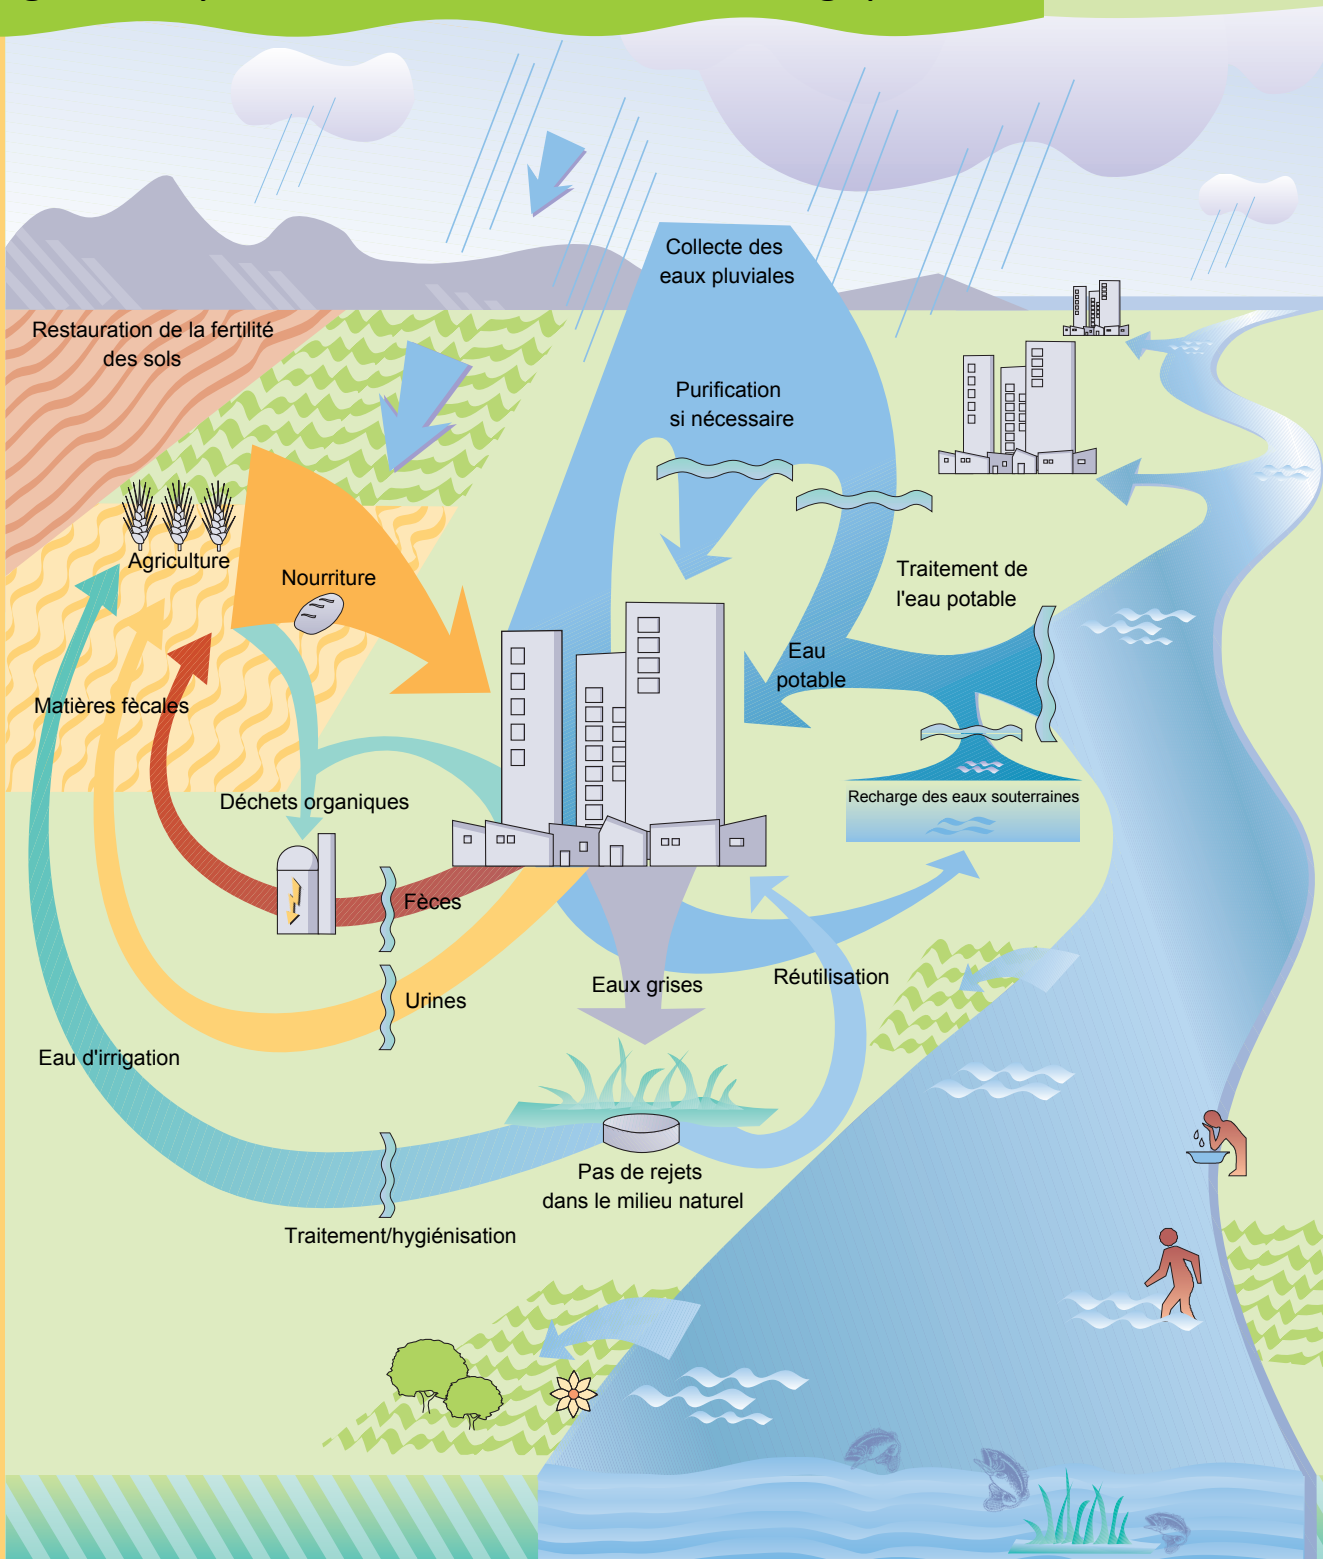 Collecte des
eaux pluviales
Restauration de la fertilité
des sols
Purification
si nécessaire
Agriculture
Nourriture
Traitement de
l'eau potable
Eau
potable
Matières fècales
Déchets organiques
Recharge des eaux souterraines
Fèces
Eaux grises
Réutilisation
Urines
Eau d'irrigation
Pas de rejets
dans le milieu naturel
Traitement/hygiénisation